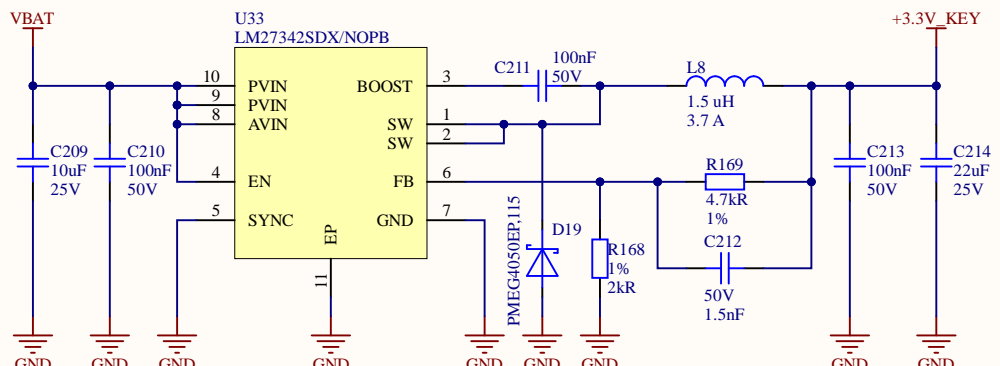 VBAT
U33
LM27342SDX/NOPB
+3.3V_KEY
10 PVIN
9 PVIN
8 AVIN
4 EN
5 SYNC
EP
11
BOOST 3
SW 1
SW 2
FB 6
GND 7
C209
10uF
25V
C210
100nF
50V
C211
100nF
50V
L8
1.5 uH
3.7 A
PMEG4050EP,115
D19
R168
1%
2kR
R169
4.7kR
1%
C212
50V
1.5nF
C213
100nF
50V
C214
22uF
25V
GND GND GND GND GND GND GND GND GND